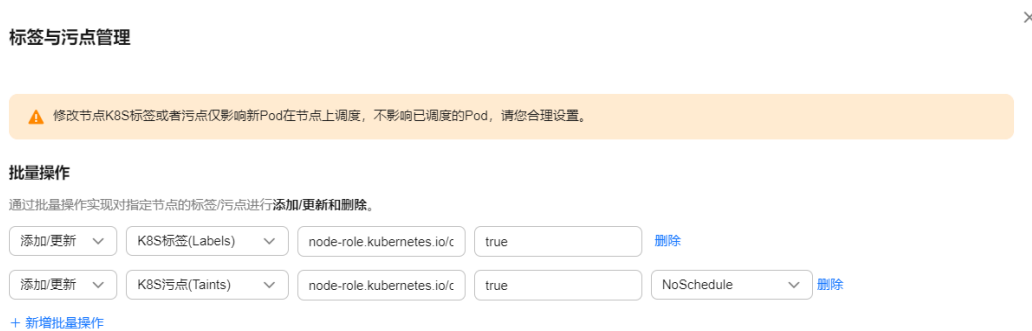 标签与污点管理
修改节点K8S标签或者污点仅影响新Pod在节点上调度，不影响已调度的Pod，请您合理设置。
批量操作
通过批量操作实现对指定节点的标签/污点进行添加/更新和删除。
添加/更新 K8S标签(Labels) node-role.kubernetes.io/c true 删除
添加/更新 K8S污点(Taints) node-role.kubernetes.io/c true NoSchedule 删除
+ 新增批量操作